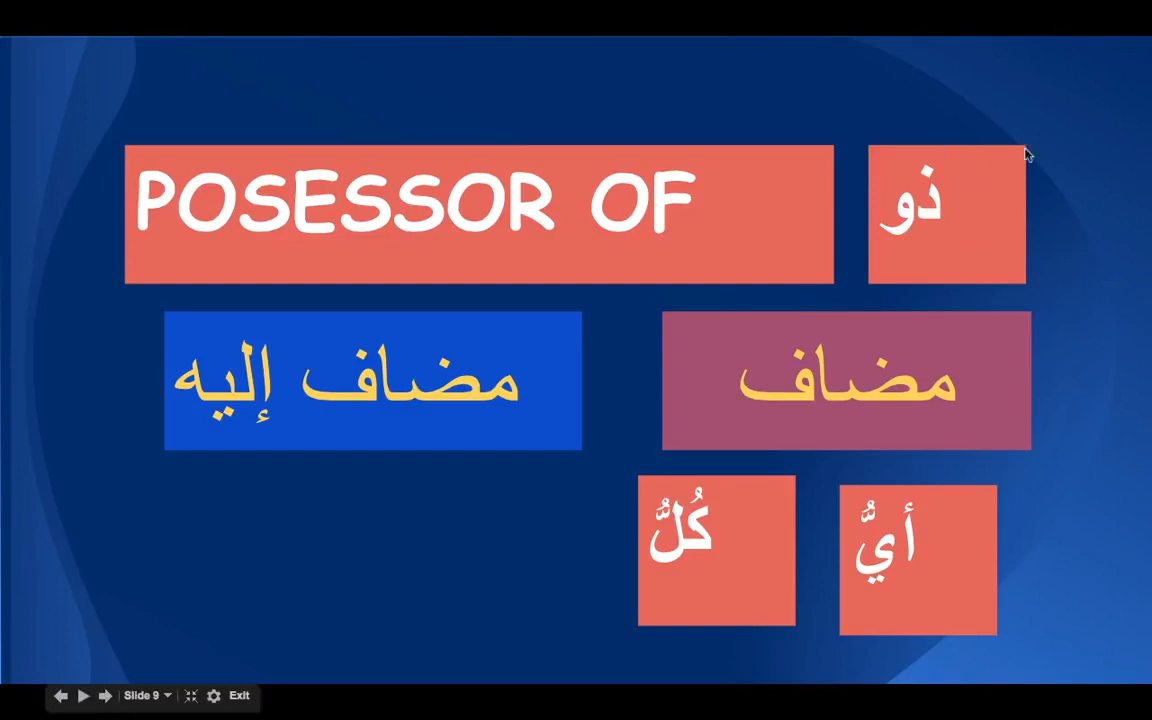 POSESSOR OF
ذو
مضاف
مضاف إليه
أيُّ
كُلُّ
Slide 9
Exit